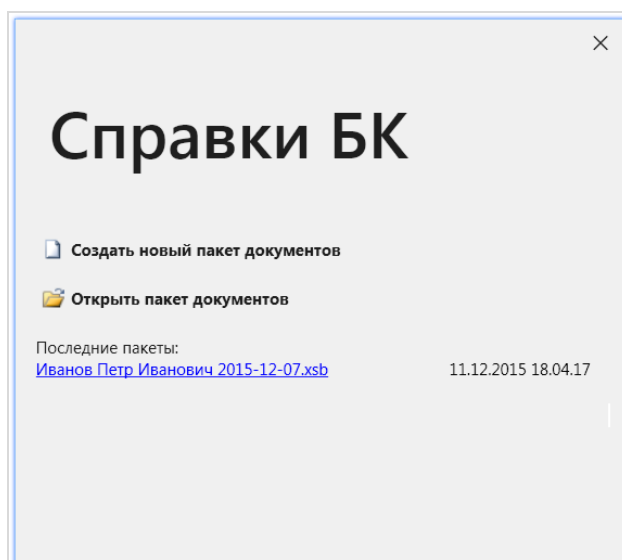 Справки БК
Создать новый пакет документов
Открыть пакет документов
Последние пакеты:
Иванов Петр Иванович 2015-12-07.xsb 11.12.2015 18.04.17